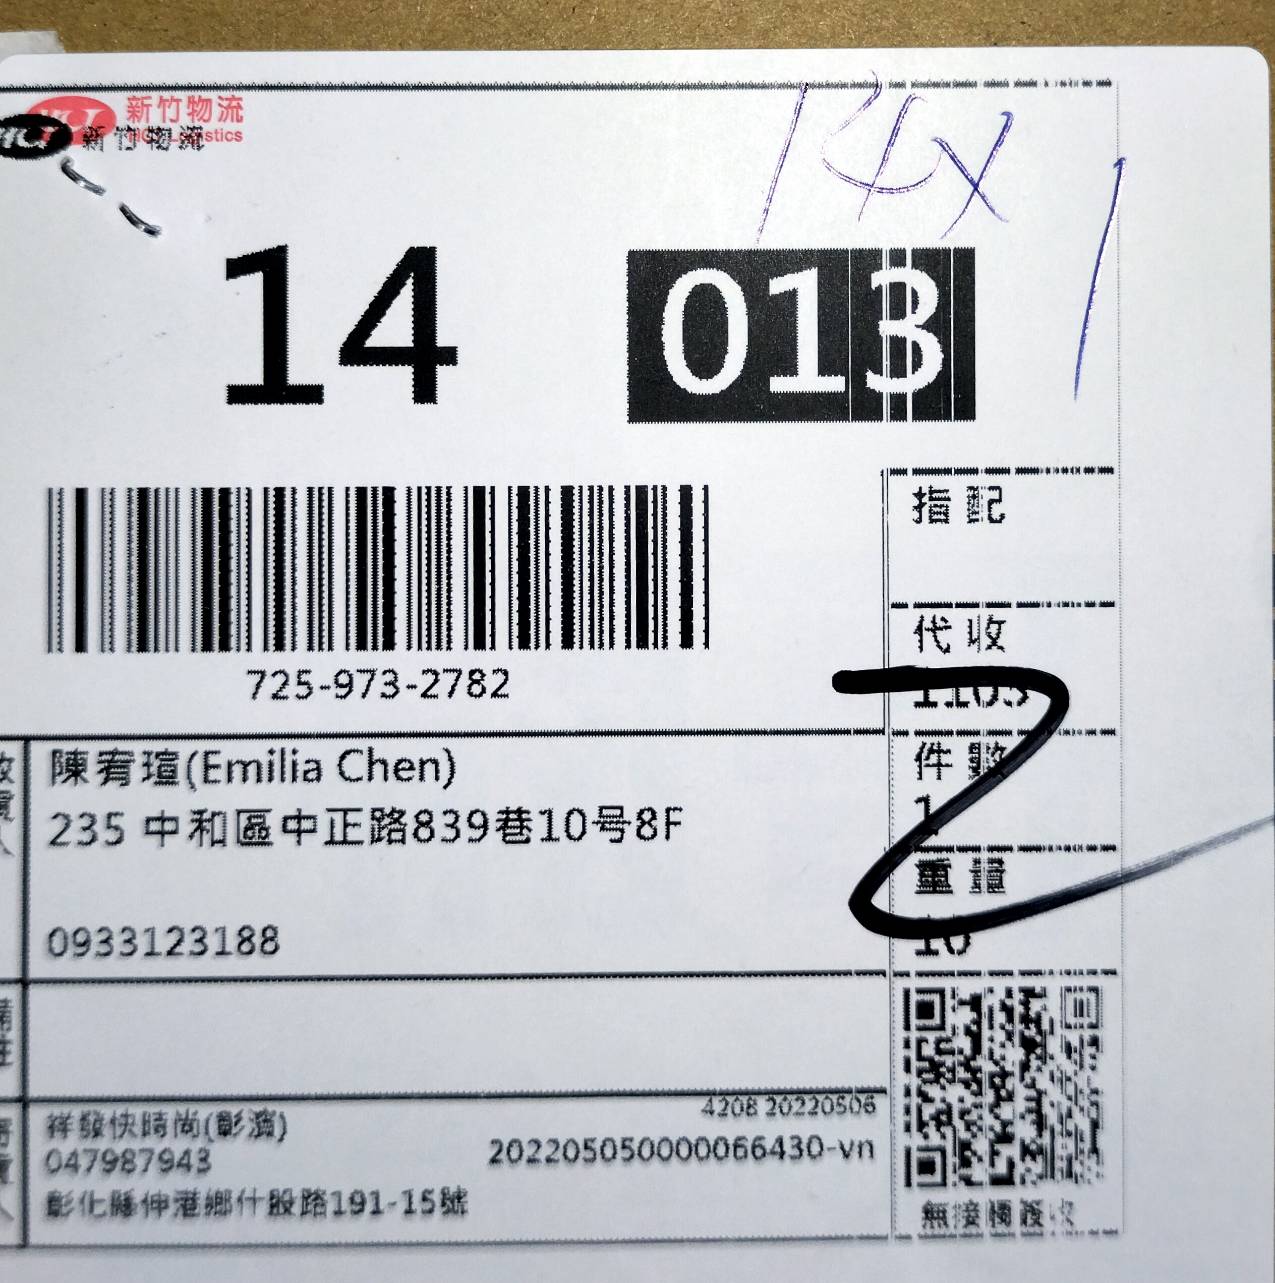 新竹物流
HCT Logistics
新竹物流
14X1
14 013
指配
代收
725-973-2782
1103
件數
1
重量
10
收貨人
陳宥瑄(Emilia Chen)
235 中和區中正路839巷10号8F
0933123188
備註
4208 20220506
寄貨人
祥發快時尚(彰濱)
047987943
202205050000066430-vn
彰化縣伸港鄉什股路191-15號
無接觸簽收